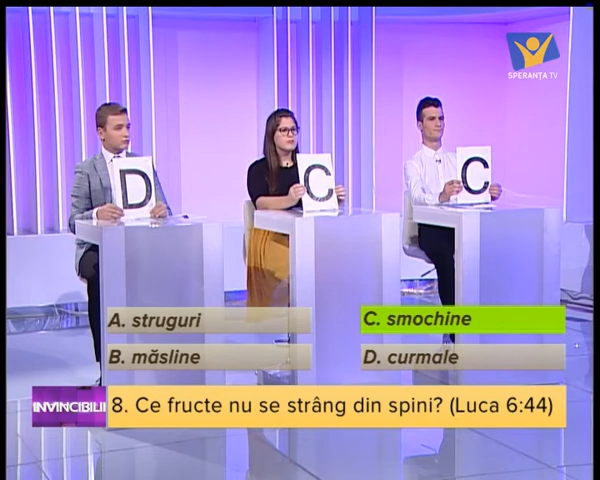 SPERANȚA TV
D
C
C
A. struguri
C. smochine
B. măsline
D. curmale
INVINCIBILII
8. Ce fructe nu se strâng din spini? (Luca 6:44)